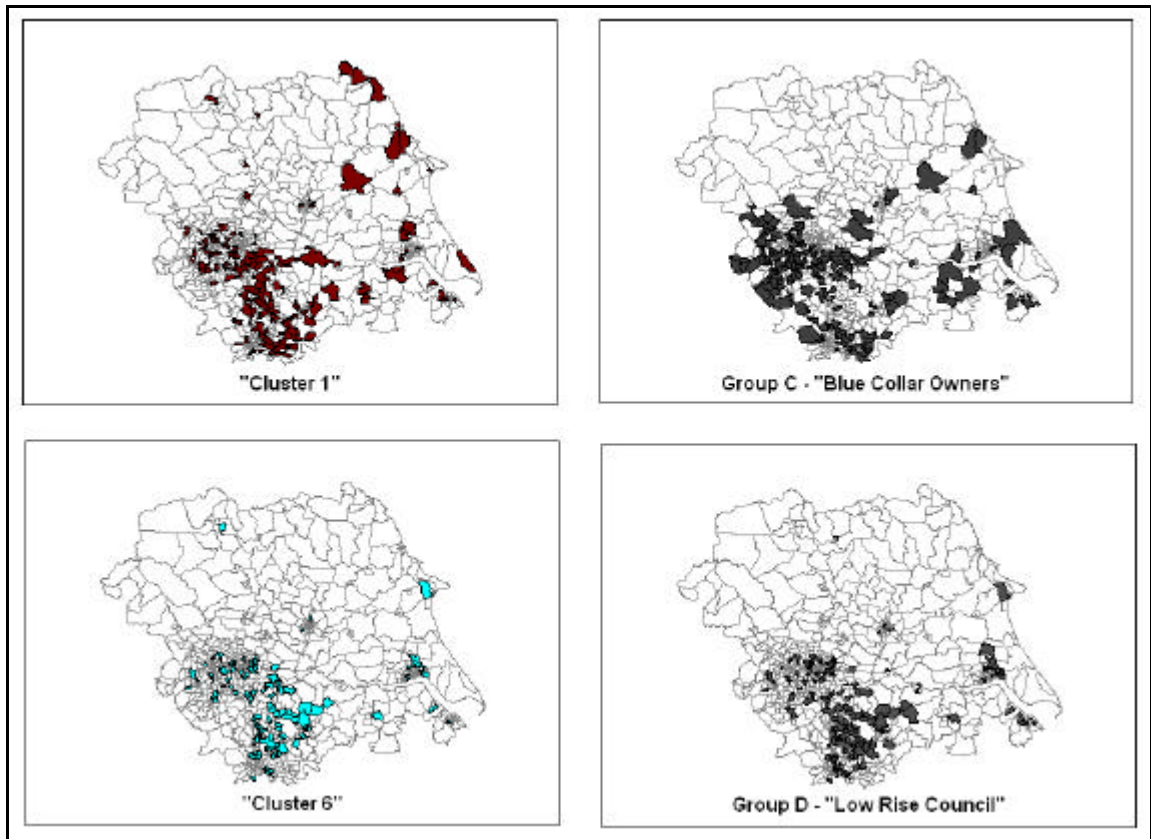 "Cluster 1"
Group C - "Blue Collar Owners"
"Cluster 6"
Group D - "Low Rise Council"